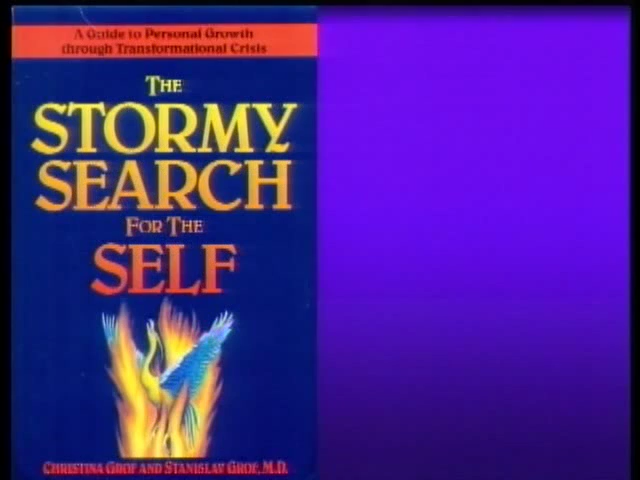 A Guide to Personal Growth
through Transformational Crisis
THE
STORMY
SEARCH
FOR THE
SELF
CHRISTINA GROF AND STANISLAV GROF, M.D.